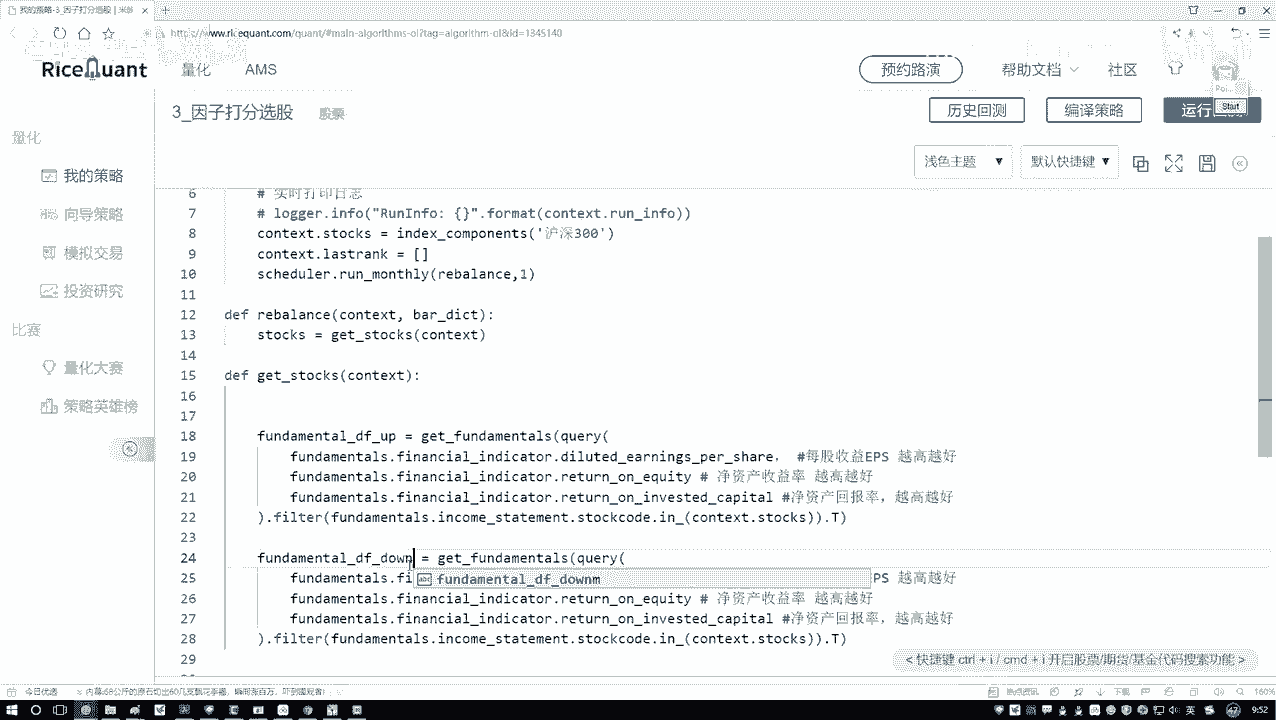 我的策略-3_因子打分选股 | 米
www.ricequant.com/quant/#main-algorithms-ol?tag=algorithm-ol&id=1345140
RiceQuant 量化 AMS 预约路演 帮助文档 社区
3_因子打分选股 股票 历史回测 编译策略 运行 Start
量化
浅色主题 默认快捷键
我的策略
向导策略
模拟交易
投资研究
比赛
量化大赛
策略英雄榜
6 # 实时打印日志
7 # logger.info("RunInfo: {}".format(context.run_info))
8 context.stocks = index_components('沪深300')
9 context.lastrank = []
10 scheduler.run_monthly(rebalance,1)
11
12 def rebalance(context, bar_dict):
13 stocks = get_stocks(context)
14
15 def get_stocks(context):
16
17
18 fundamental_df_up = get_fundamentals(query(
19 fundamentals.financial_indicator.diluted_earnings_per_share， #每股收益EPS 越高越好
20 fundamentals.financial_indicator.return_on_equity # 净资产收益率 越高越好
21 fundamentals.financial_indicator.return_on_invested_capital #净资产回报率，越高越好
22 ).filter(fundamentals.income_statement.stockcode.in_(context.stocks)).T)
23
24 fundamental_df_down = get_fundamentals(query(
25 fundamentals.fi fundamental_df_downm EPS 越高越好
26 fundamentals.financial_indicator.return_on_equity # 净资产收益率 越高越好
27 fundamentals.financial_indicator.return_on_invested_capital #净资产回报率，越高越好
28 ).filter(fundamentals.income_statement.stockcode.in_(context.stocks)).T)
29
< 快捷键 ctrl + i / cmd + i 开启股票/期货/基金代码搜索功能 >
今日优选 下载 160%
英 9:52